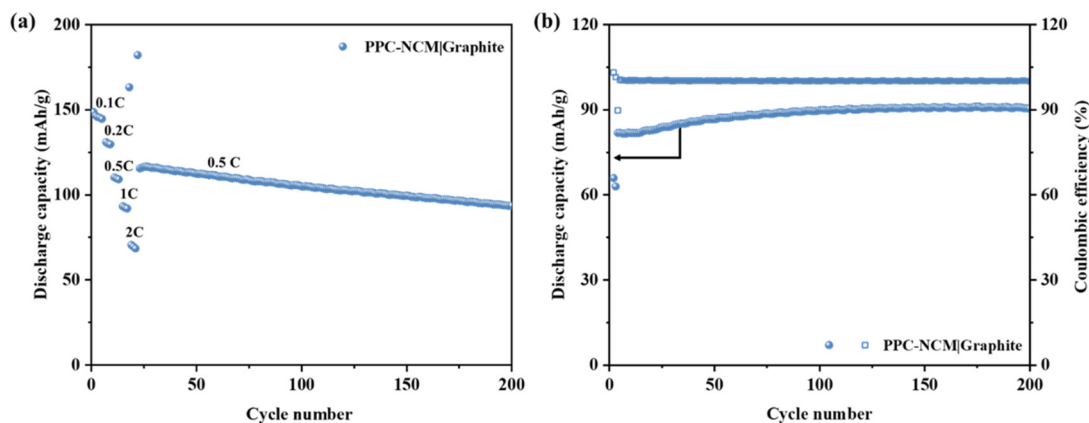 (a)
200
150
100
50
0
0
50
100
150
200
Discharge capacity (mAh/g)
Cycle number
PPC-NCM|Graphite
0.1C
0.2C
0.5C
1C
2C
0.5 C
(b)
120
90
60
30
0
0
50
100
150
200
120
90
60
30
0
Discharge capacity (mAh/g)
Coulombic efficiency (%)
Cycle number
PPC-NCM|Graphite